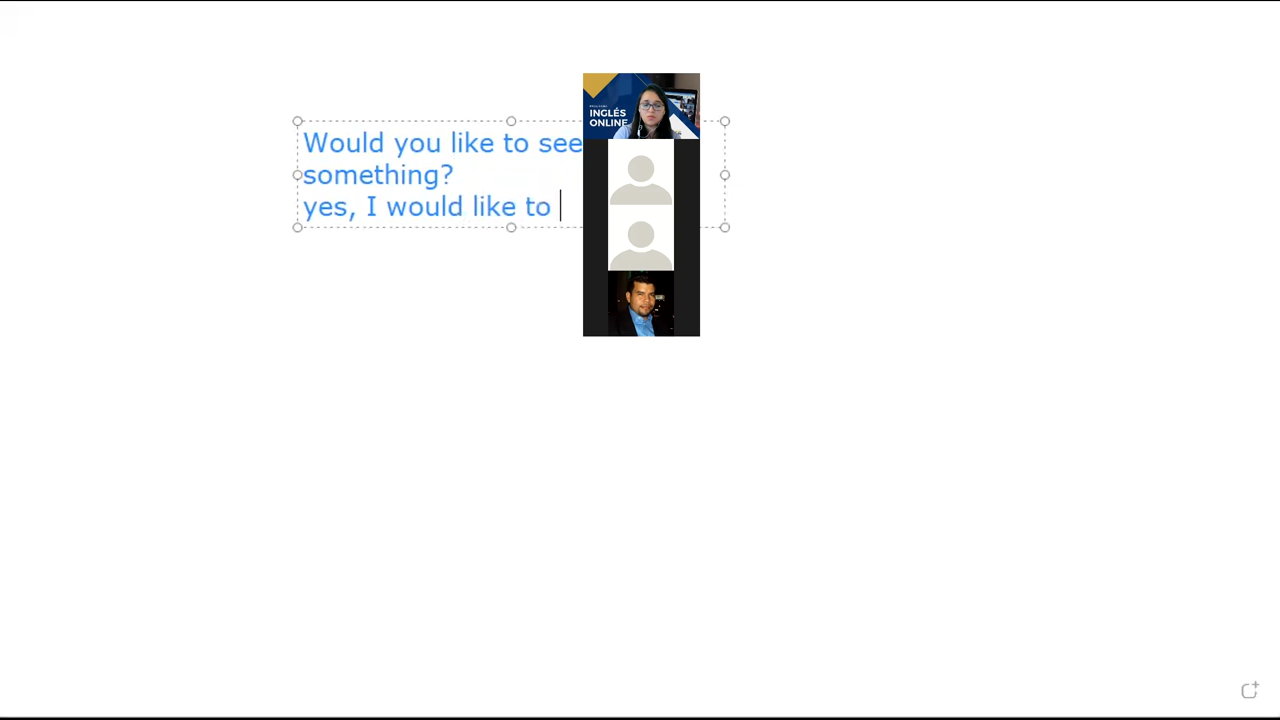 Would you like to see
something?
yes, I would like to
INGLÉS
ONLINE